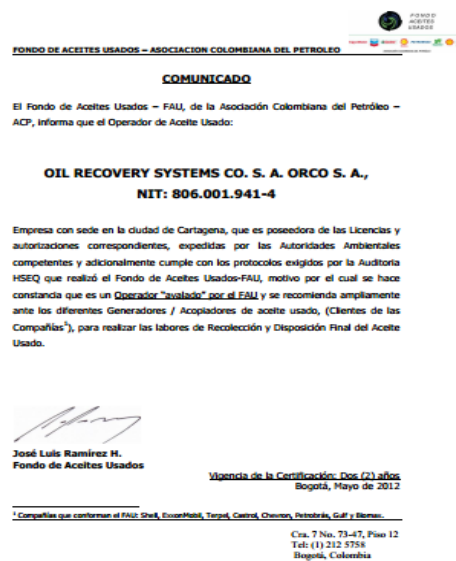 FONDO
ACEITES
USADOS
FONDO DE ACEITES USADOS – ASOCIACION COLOMBIANA DEL PETROLEO
COMUNICADO
El Fondo de Aceites Usados – FAU, de la Asociación Colombiana del Petróleo –
ACP, informa que el Operador de Aceite Usado:
OIL RECOVERY SYSTEMS CO. S. A. ORCO S. A.,
NIT: 806.001.941-4
Empresa con sede en la ciudad de Cartagena, que es poseedora de las Licencias y
autorizaciones correspondientes, expedidas por las Autoridades Ambientales
competentes y adicionalmente cumple con los protocolos exigidos por la Auditoria
HSEQ que realizó el Fondo de Aceites Usados-FAU, motivo por el cual se hace
constancia que es un Operador "avalado" por el FAU y se recomienda ampliamente
ante los diferentes Generadores / Acopiadores de aceite usado, (Clientes de las
Compañías¹), para realizar las labores de Recolección y Disposición Final del Aceite
Usado.
José Luis Ramírez H.
Fondo de Aceites Usados
Vigencia de la Certificación: Dos (2) años
Bogotá, Mayo de 2012
¹ Compañías que conforman el FAU: Shell, ExxonMobil, Terpel, Castrol, Chevron, Petrobrás, Gulf y Biomax.
Cra. 7 No. 73-47, Piso 12
Tel: (1) 212 5758
Bogotá, Colombia